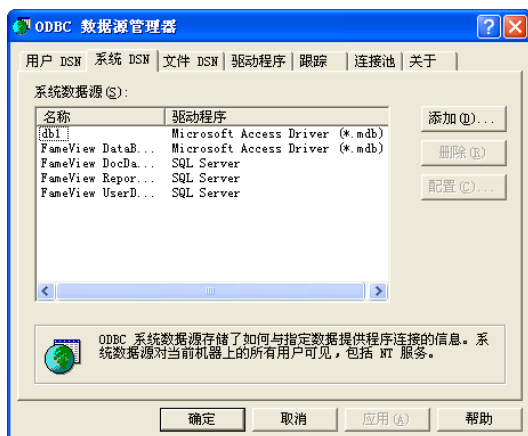 ODBC 数据源管理器
用户 DSN 系统 DSN 文件 DSN 驱动程序 跟踪 连接池 关于
系统数据源(S):
名称 驱动程序
db1 Microsoft Access Driver (*.mdb)
FameView DataB... Microsoft Access Driver (*.mdb)
FameView DocDa... SQL Server
FameView Repor... SQL Server
FameView UserD... SQL Server
添加(D)...
删除(R)
配置(C)...
ODBC 系统数据源存储了如何与指定数据提供程序连接的信息。系
统数据源对当前机器上的所有用户可见,包括 NT 服务。
确定 取消 应用(A) 帮助